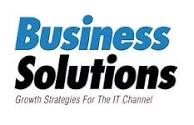 Business
Solutions
Growth Strategies For The IT Channel